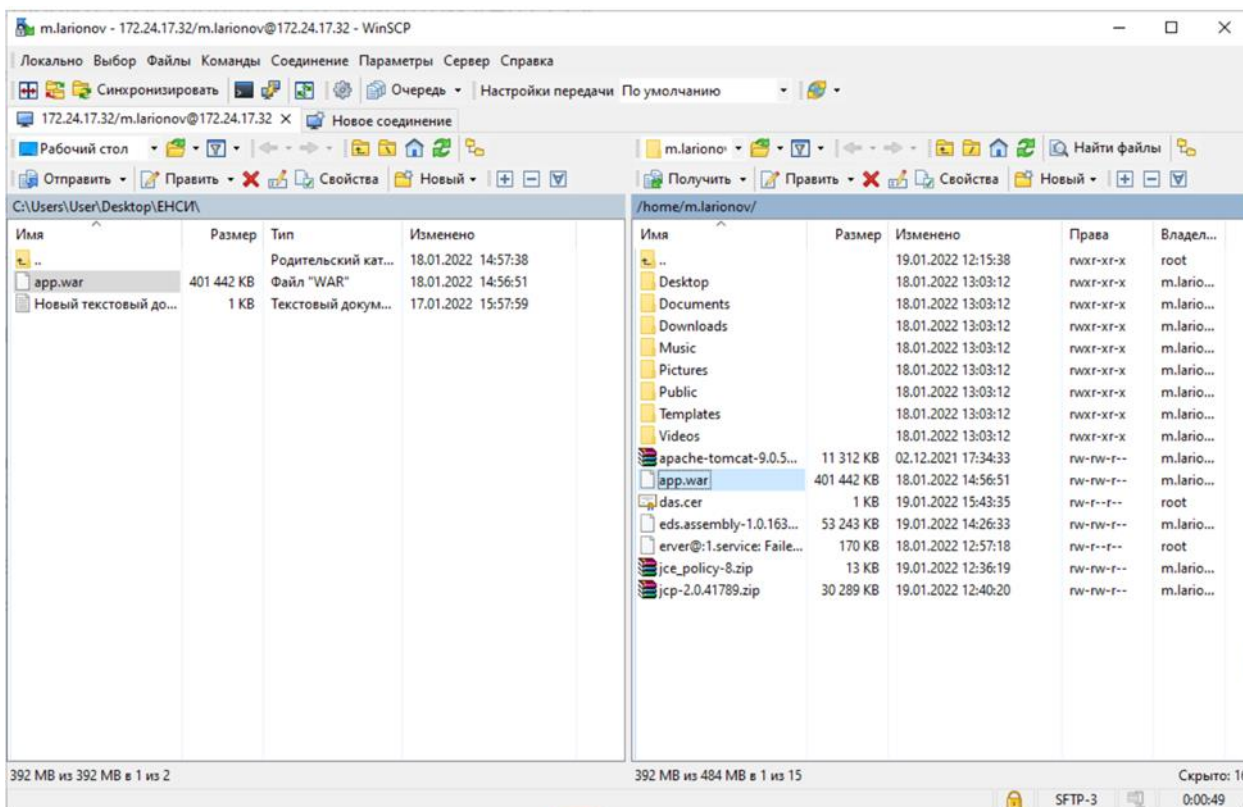 m.larionov - 172.24.17.32/m.larionov@172.24.17.32 - WinSCP
Локально Выбор Файлы Команды Соединение Параметры Сервер Справка
Синхронизировать Очередь Настройки передачи По умолчанию
172.24.17.32/m.larionov@172.24.17.32 Новое соединение
Рабочий стол
Отправить Править Свойства Новый
C:\Users\User\Desktop\ЕНСИ\
Имя Размер Тип Изменено
.. Родительский кат... 18.01.2022 14:57:38
app.war 401 442 KB Файл "WAR" 18.01.2022 14:56:51
Новый текстовый до... 1 KB Текстовый докум... 17.01.2022 15:57:59
392 MB из 392 MB в 1 из 2
m.lariono Найти файлы
Получить Править Свойства Новый
/home/m.larionov/
Имя Размер Изменено Права Владел...
.. 19.01.2022 12:15:38 rwxr-xr-x root
Desktop 18.01.2022 13:03:12 rwxr-xr-x m.lario...
Documents 18.01.2022 13:03:12 rwxr-xr-x m.lario...
Downloads 18.01.2022 13:03:12 rwxr-xr-x m.lario...
Music 18.01.2022 13:03:12 rwxr-xr-x m.lario...
Pictures 18.01.2022 13:03:12 rwxr-xr-x m.lario...
Public 18.01.2022 13:03:12 rwxr-xr-x m.lario...
Templates 18.01.2022 13:03:12 rwxr-xr-x m.lario...
Videos 18.01.2022 13:03:12 rwxr-xr-x m.lario...
apache-tomcat-9.0.5... 11 312 KB 02.12.2021 17:34:33 rw-rw-r-- m.lario...
app.war 401 442 KB 18.01.2022 14:56:51 rw-rw-r-- m.lario...
das.cer 1 KB 19.01.2022 15:43:35 rw-r--r-- root
eds.assembly-1.0.163... 53 243 KB 19.01.2022 14:26:33 rw-rw-r-- m.lario...
erver@:1.service: Faile... 170 KB 18.01.2022 12:57:18 rw-r--r-- root
jce_policy-8.zip 13 KB 19.01.2022 12:36:19 rw-rw-r-- m.lario...
jcp-2.0.41789.zip 30 289 KB 19.01.2022 12:40:20 rw-rw-r-- m.lario...
392 MB из 484 MB в 1 из 15 Скрыто:
SFTP-3 0:00:49